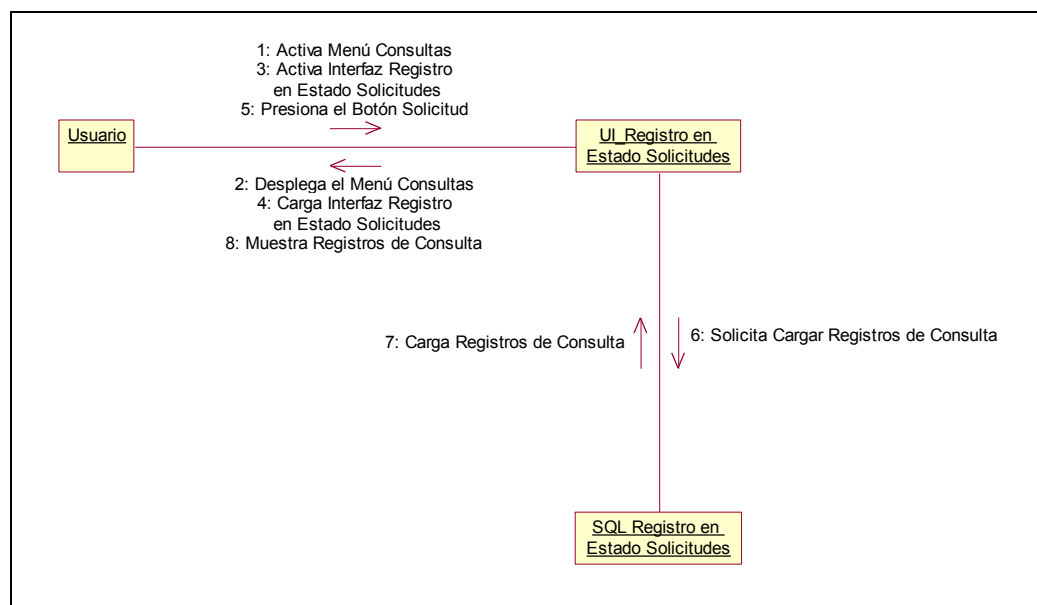 1: Activa Menú Consultas
3: Activa Interfaz Registro
en Estado Solicitudes
5: Presiona el Botón Solicitud
Usuario
UI_Registro en
Estado Solicitudes
2: Desplega el Menú Consultas
4: Carga Interfaz Registro
en Estado Solicitudes
8: Muestra Registros de Consulta
7: Carga Registros de Consulta
6: Solicita Cargar Registros de Consulta
SQL Registro en
Estado Solicitudes